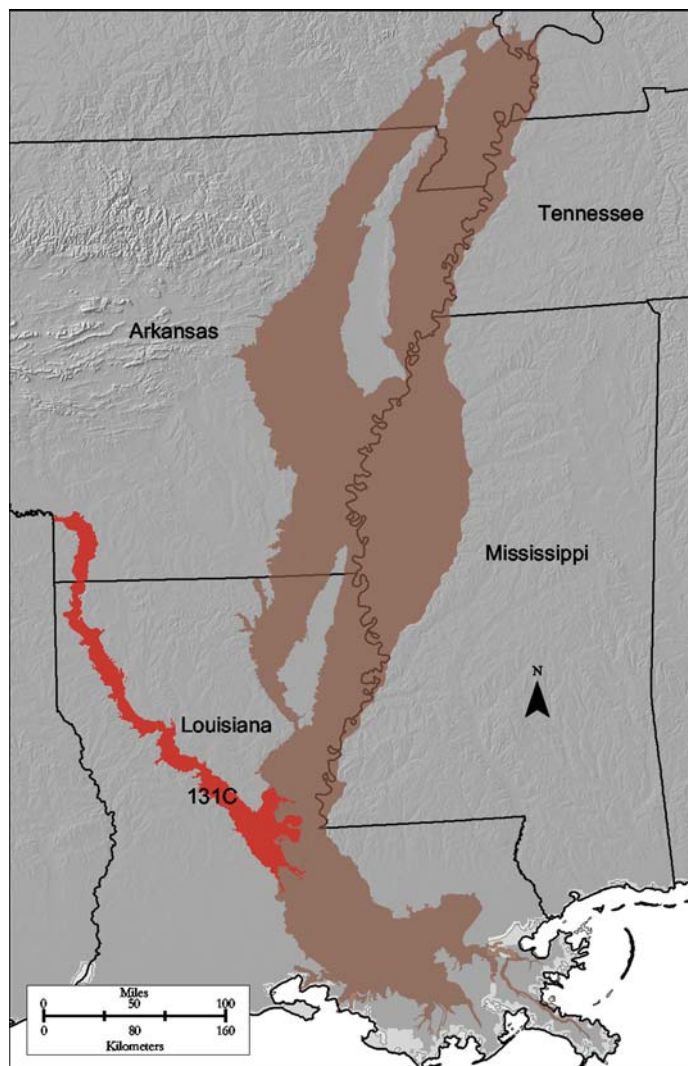 Tennessee
Arkansas
Mississippi
N
Louisiana
131C
Miles
0 50 100
0 80 160
Kilometers